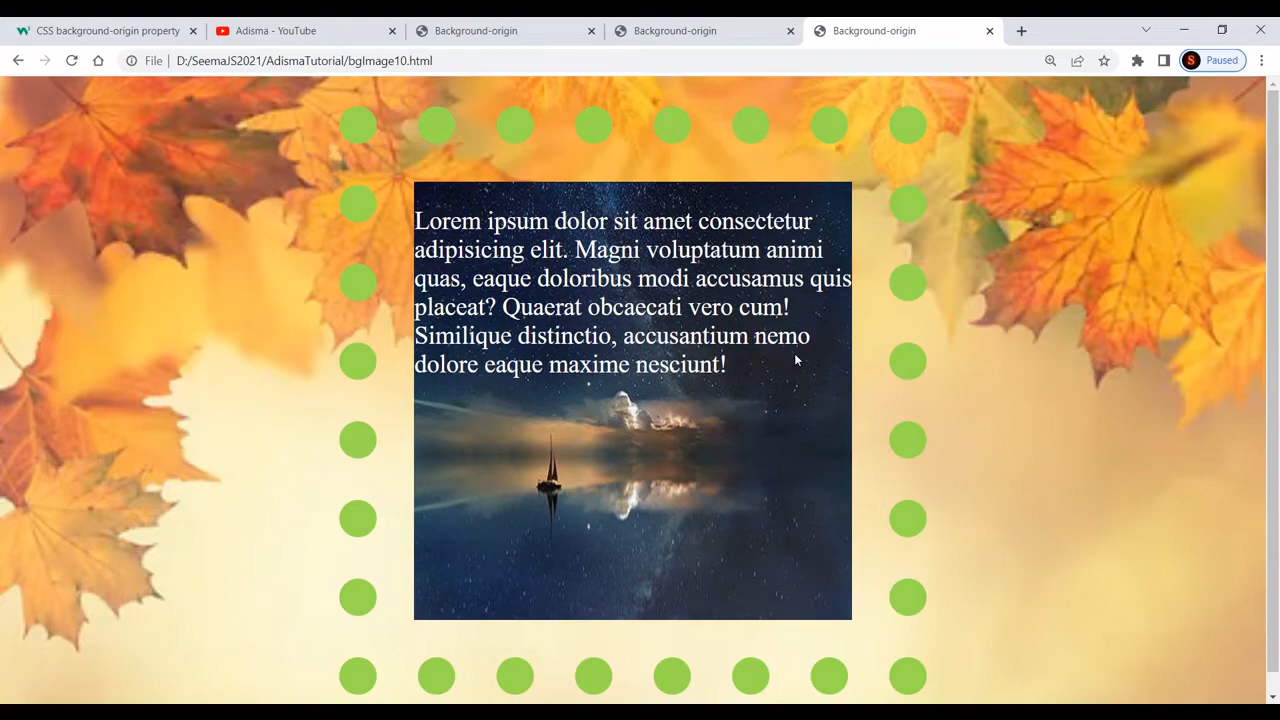 CSS background-origin property
Adisma - YouTube
Background-origin
Background-origin
Background-origin
File
D:/SeemaJS2021/AdismaTutorial/bgImage10.html
S
Paused
Lorem ipsum dolor sit amet consectetur
adipisicing elit. Magni voluptatum animi
quas, eaque doloribus modi accusamus quis
placeat? Quaerat obcaecati vero cum!
Similique distinctio, accusantium nemo
dolore eaque maxime nesciunt!